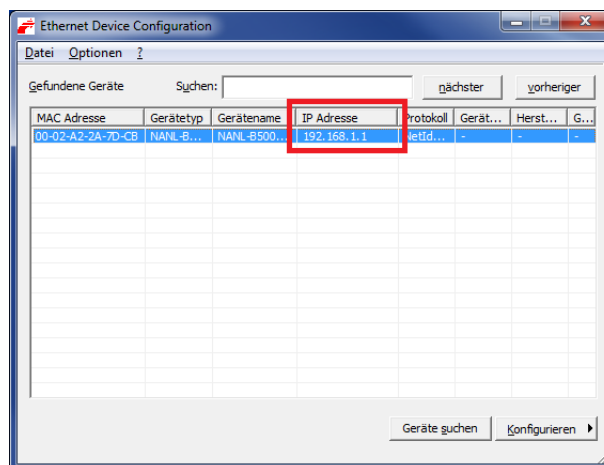 Ethernet Device Configuration
Datei Optionen ?
Gefundene Geräte Suchen: nächster vorheriger
MAC Adresse Gerätetyp Gerätename IP Adresse Protokoll Gerät... Herst... G...
00-02-A2-2A-7D-CB NANL-B... NANL-B500... 192.168.1.1 NetId... - - -
Geräte suchen Konfigurieren